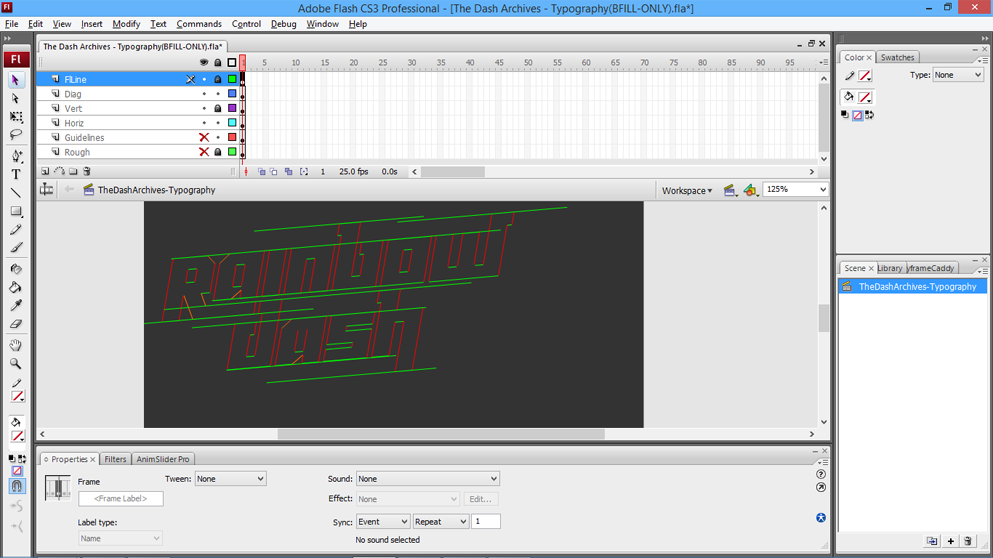 Fl Adobe Flash CS3 Professional - [The Dash Archives - Typography(BFILL-ONLY).fla*]
File Edit View Insert Modify Text Commands Control Debug Window Help
The Dash Archives - Typography(BFILL-ONLY).fla*
Fl
1 5 10 15 20 25 30 35 40 45 50 55 60 65 70 75 80 85 90 95
FlLine
Diag
Vert
Horiz
Guidelines
Rough
1 25.0 fps 0.0s
TheDashArchives-Typography Workspace 125%
Rainbow
dash
Color Swatches
Type: None
Scene Library yframeCaddy
TheDashArchives-Typography
Properties Filters AnimSlider Pro
Frame Tween: None Sound: None
<Frame Label> Effect: None Edit...
Label type: Sync: Event Repeat 1
Name No sound selected